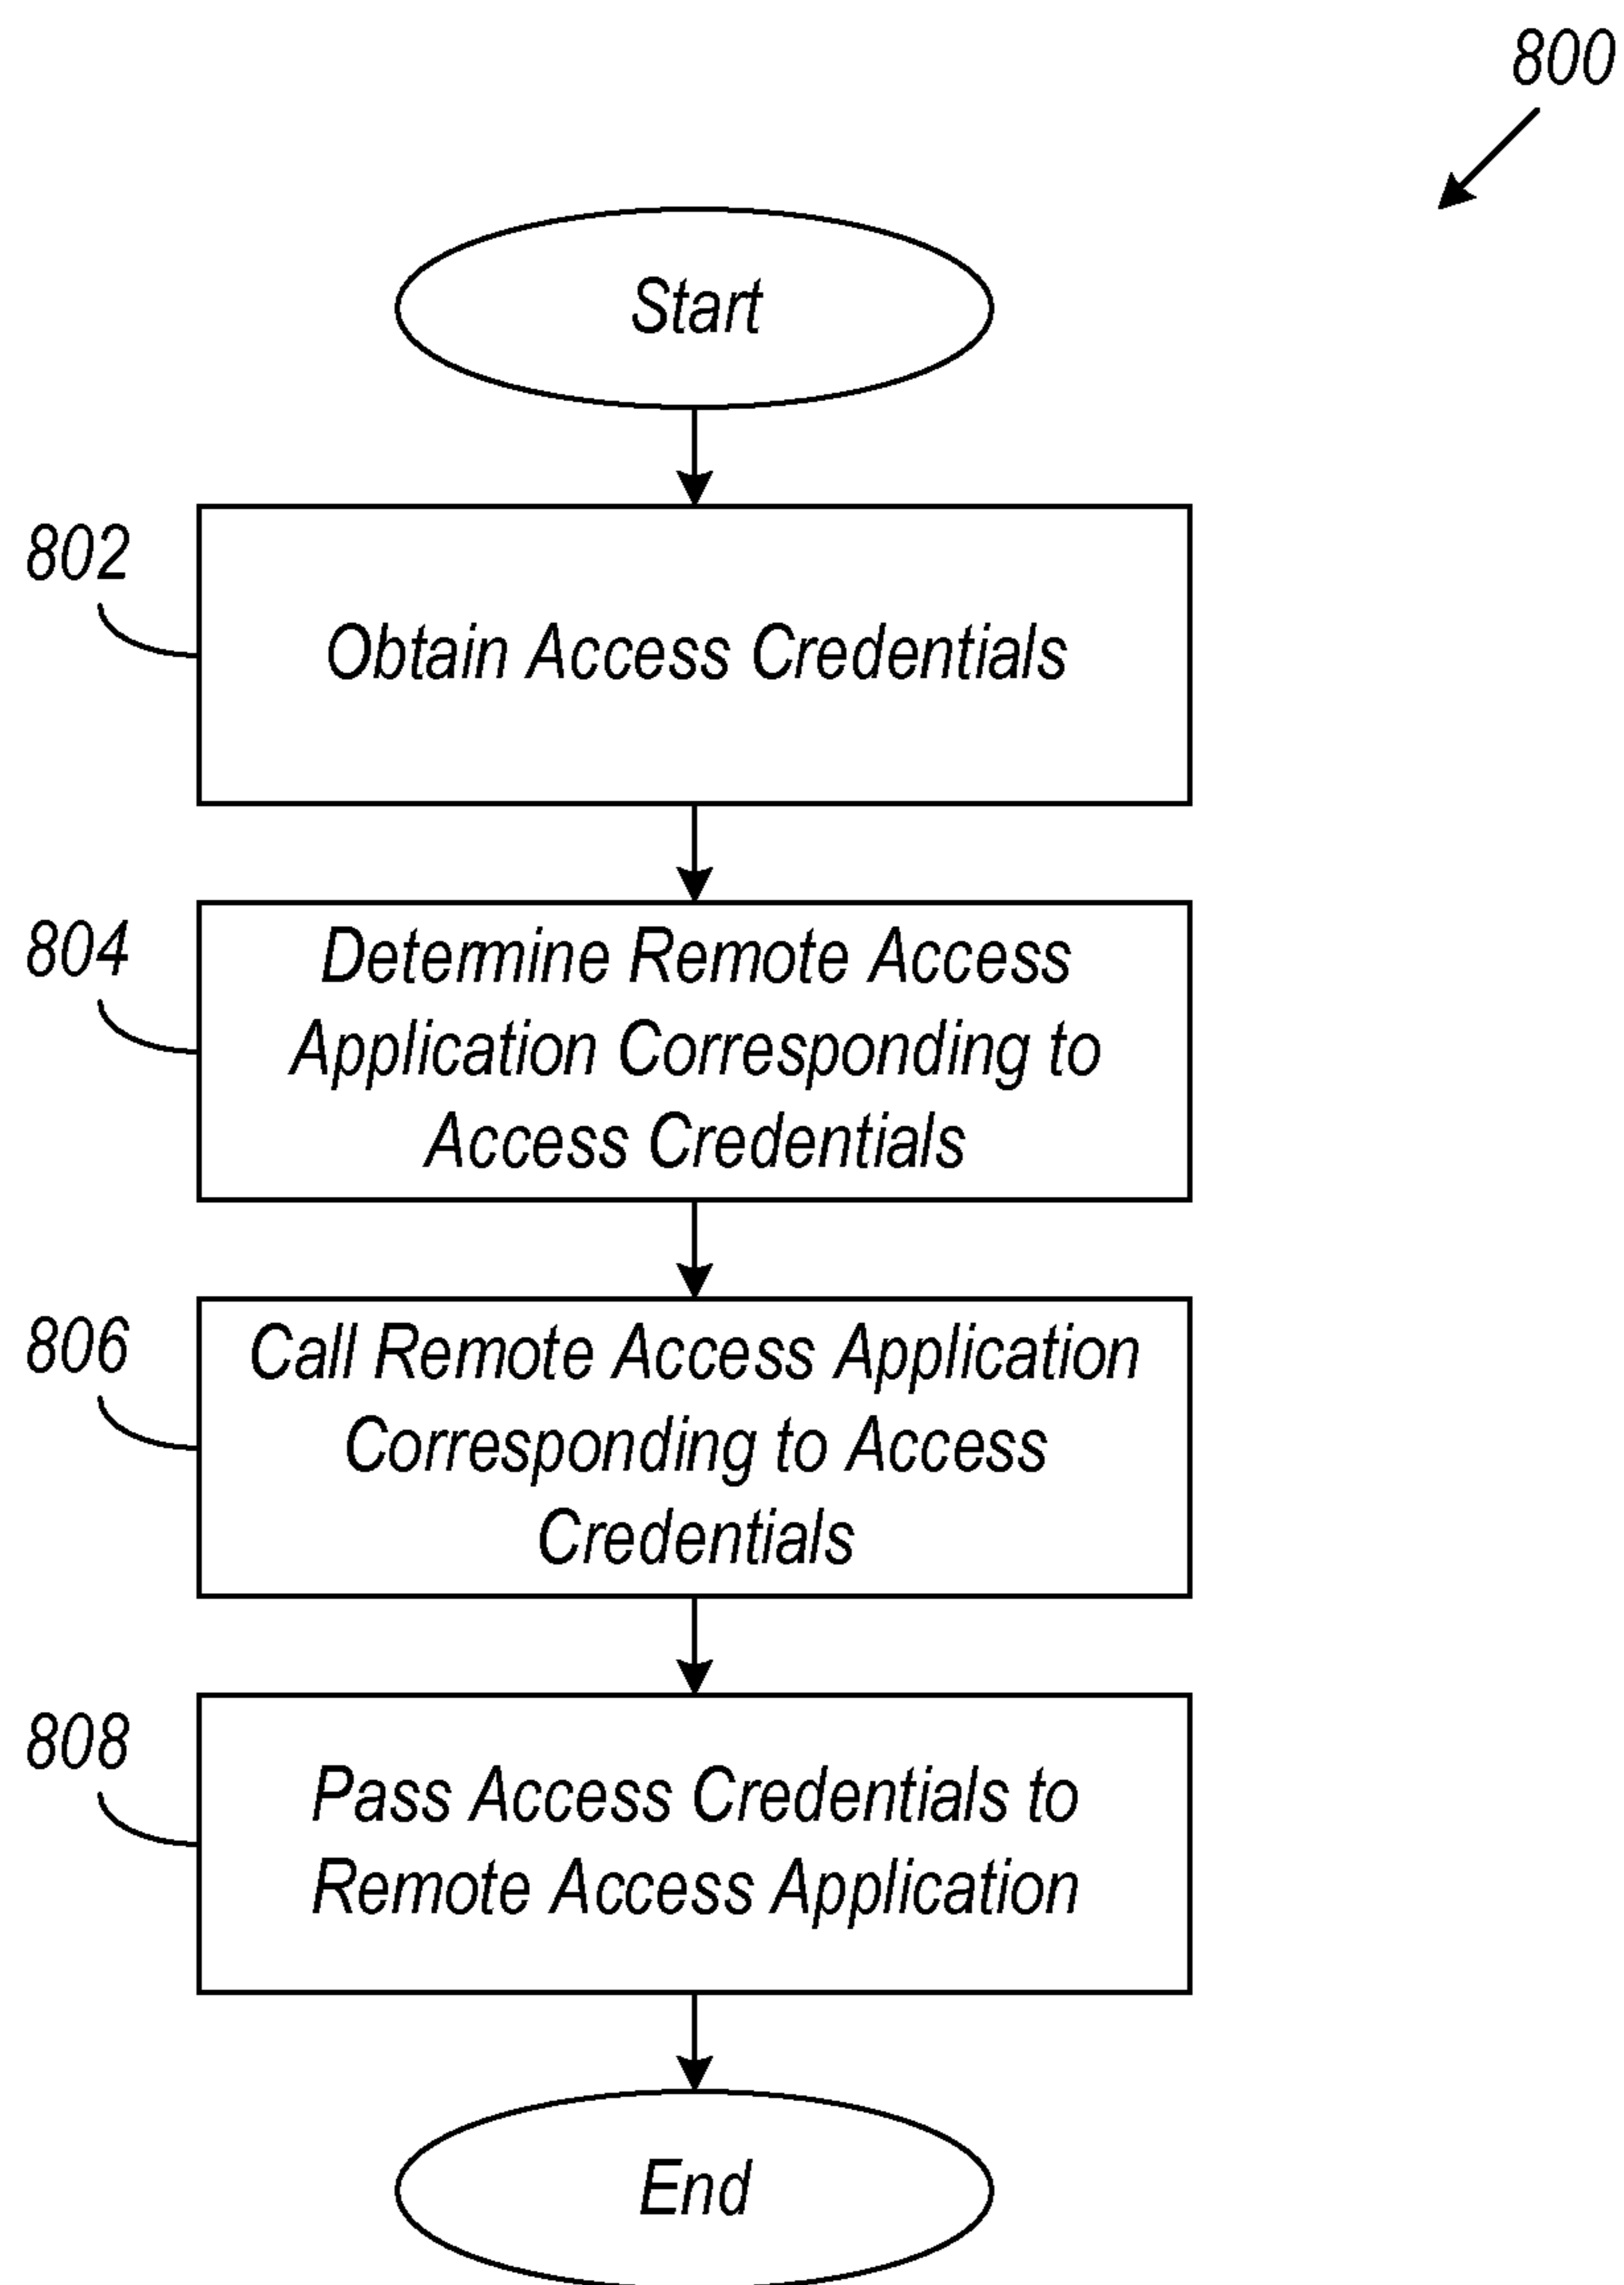 800
Start
802
Obtain Access Credentials
804
Determine Remote Access
Application Corresponding to
Access Credentials
806
Call Remote Access Application
Corresponding to Access
Credentials
808
Pass Access Credentials to
Remote Access Application
End